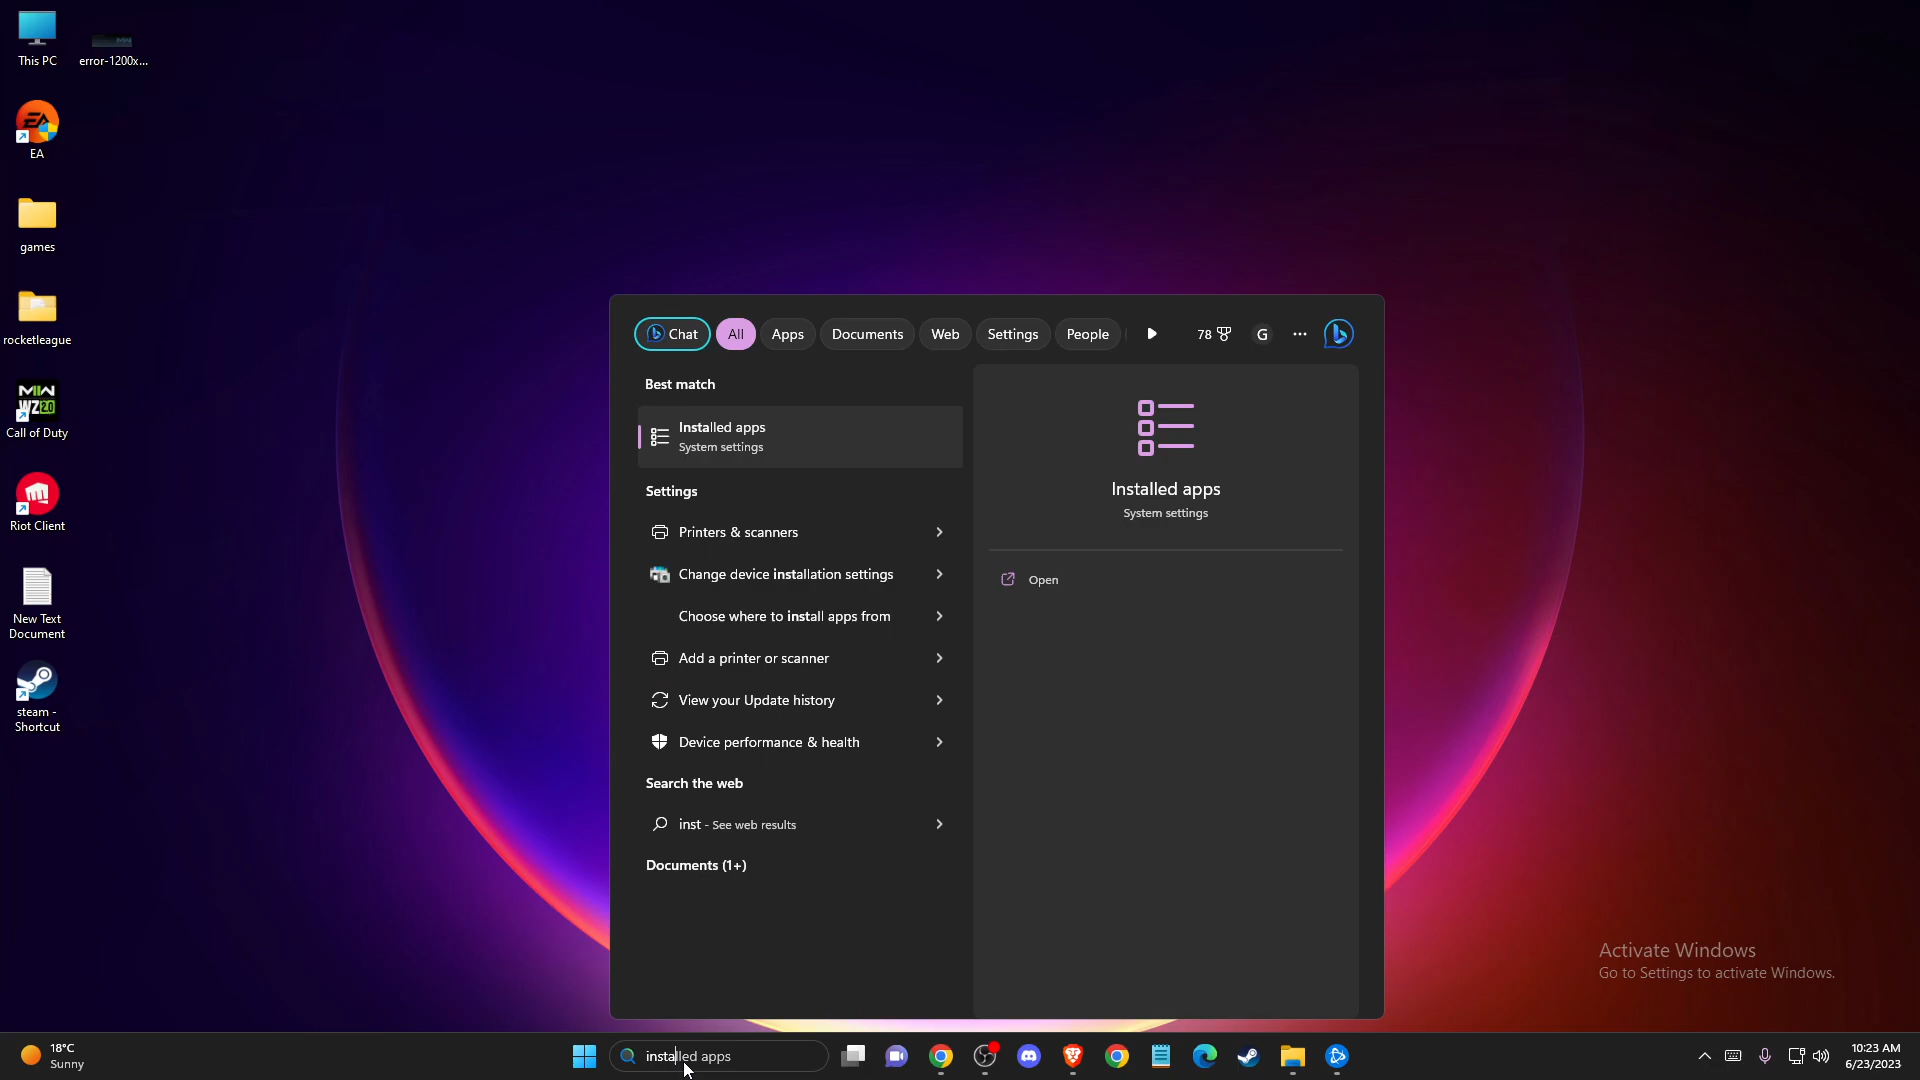 This PC
error-1200x...
EA
games
rocketleague
MW
WZ 2.0
Call of Duty
Riot Client
New Text
Document
steam -
Shortcut
Chat
All
Apps
Documents
Web
Settings
People
78
G
...
Best match
Installed apps
System settings
Settings
Printers & scanners
Change device installation settings
Choose where to install apps from
Add a printer or scanner
View your Update history
Device performance & health
Search the web
inst - See web results
Documents (1+)
Installed apps
System settings
Open
Activate Windows
Go to Settings to activate Windows.
18°C
Sunny
installed apps
10:23 AM
6/23/2023